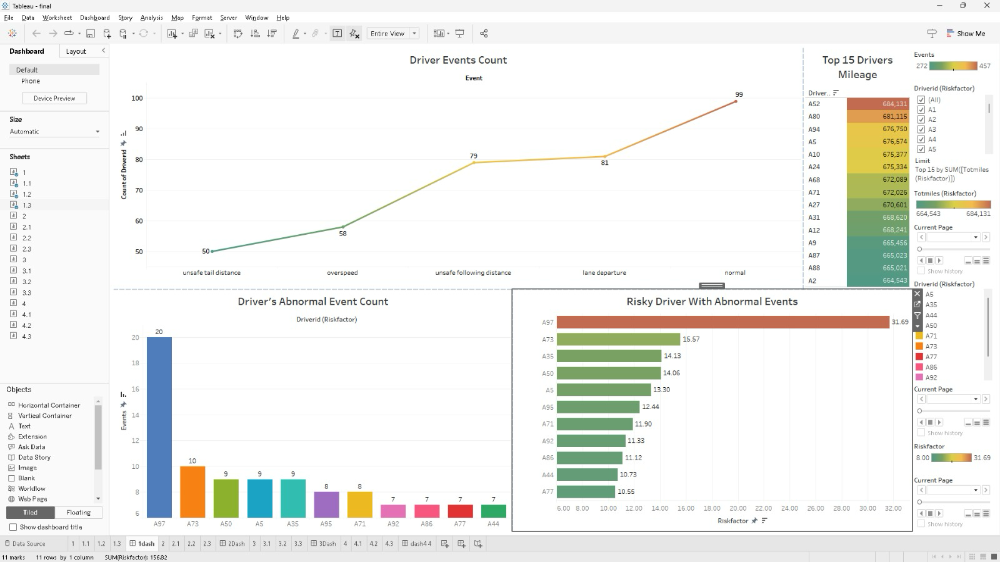 Tableau - final
File Data Worksheet Dashboard Story Analysis Map Format Server Window Help
Entire View
Show Me
Dashboard Layout
Default
Phone
Device Preview
Size
Automatic
Sheets
1
1.1
1.2
1.3
2
2.1
2.2
2.3
3
3.1
3.2
3.3
4
4.1
4.2
4.3
Objects
Horizontal Container
Vertical Container
Text
Extension
Ask Data
Data Story
Image
Blank
Workflow
Web Page
Tiled Floating
Show dashboard title
Driver Events Count
Event
Count of Driverid
100
90
80
70
60
50
50
58
79
81
99
unsafe tail distance overspeed unsafe following distance lane departure normal
Top 15 Drivers
Mileage
Driver..
A52 684,131
A80 681,115
A94 676,750
A5 676,574
A10 675,377
A24 675,334
A68 672,089
A71 672,026
A27 670,601
A31 668,620
A12 668,241
A9 665,456
A87 665,023
A88 665,021
A2 664,543
Events
272 457
Driverid (Riskfactor)
(All)
A1
A2
A3
A4
A5
Limit
Top 15 by SUM([Totmiles
(Riskfactor)])
Totmiles (Riskfactor)
664,543 684,131
Current Page
Show history
Driverid (Riskfactor)
A5
A35
A44
A50
A71
A73
A77
A86
A92
Current Page
Show history
Riskfactor
8.00 31.69
Current Page
Show history
Driver's Abnormal Event Count
Driverid (Riskfactor)
Events
20
18
16
14
12
10
8
6
20 10 9 9 9 8 8 7 7 7 7
A97 A73 A50 A5 A35 A95 A71 A92 A86 A77 A44
Risky Driver With Abnormal Events
A97 31.69
A73 15.57
A35 14.13
A50 14.06
A5 13.30
A95 12.44
A71 11.90
A92 11.33
A86 11.12
A44 10.73
A77 10.55
6.00 8.00 10.00 12.00 14.00 16.00 18.00 20.00 22.00 24.00 26.00 28.00 30.00 32.00
Riskfactor
Data Source 1 1.1 1.2 1.3 1dash 2 2.1 2.2 2.3 2Dash 3 3.1 3.2 3.3 3Dash 4 4.1 4.2 4.3 dash44
11 marks 11 rows by 1 column SUM(Riskfactor): 156.82